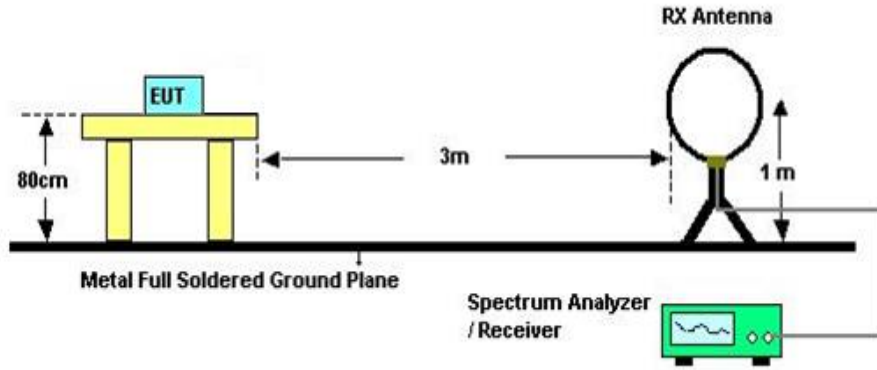 RX Antenna
EUT
80cm
3m
1 m
Metal Full Soldered Ground Plane
Spectrum Analyzer
/ Receiver